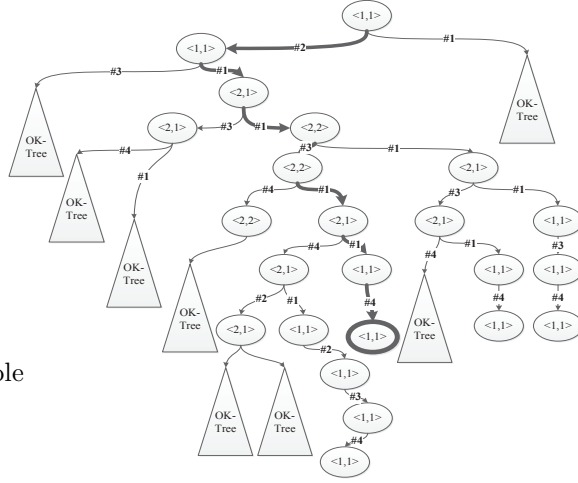 <1,1>
#1
<1,1> #2
#3 #1
<2,1>
OK-
Tree
<2,1> #3 #1 <2,2>
OK-
Tree
#4 #3 #1
<2,2> <2,1>
#1
#4 #1 #3 #1
OK-
Tree
<2,2> <2,1> <2,1> <1,1>
#4 #1 #1 #3
#4
OK-
Tree
<2,1> <1,1> <1,1> <1,1>
#2 #1 #4 #4 #4
OK-
Tree
OK-
Tree
<2,1> <1,1> <1,1> <1,1> <1,1>
#2
ole
<1,1>
#3
OK-
Tree
OK-
Tree
<1,1>
#4
<1,1>